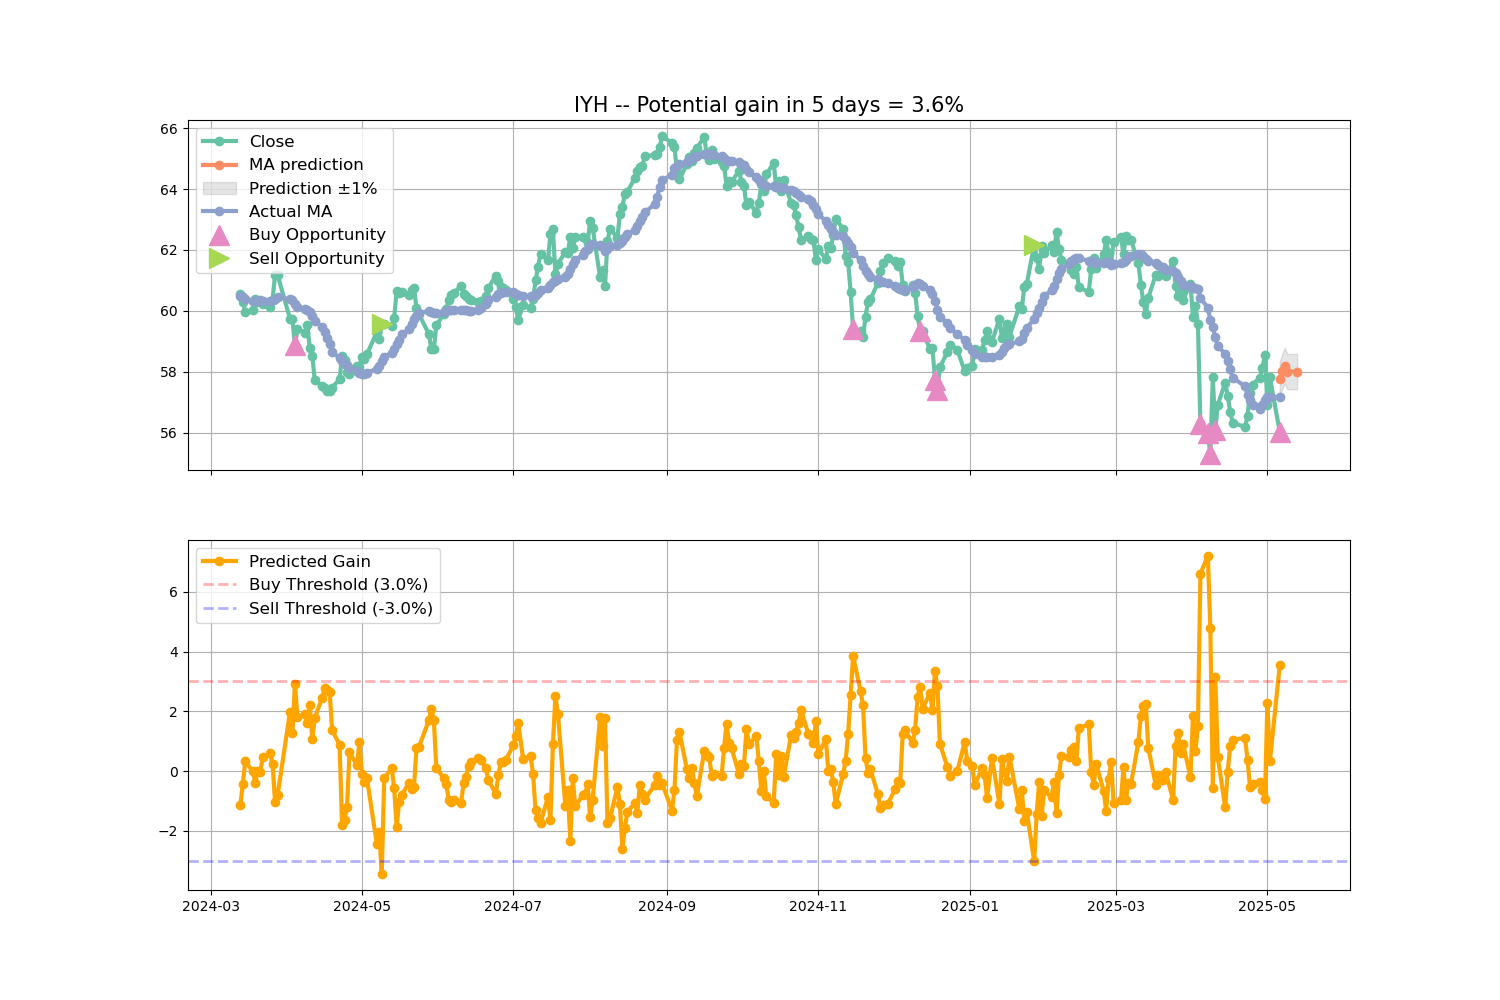 IYH -- Potential gain in 5 days = 3.6%
66
64
62
60
58
56
Close
MA prediction
Prediction ±1%
Actual MA
Buy Opportunity
Sell Opportunity
6
4
2
0
−2
Predicted Gain
Buy Threshold (3.0%)
Sell Threshold (-3.0%)
2024-03
2024-05
2024-07
2024-09
2024-11
2025-01
2025-03
2025-05